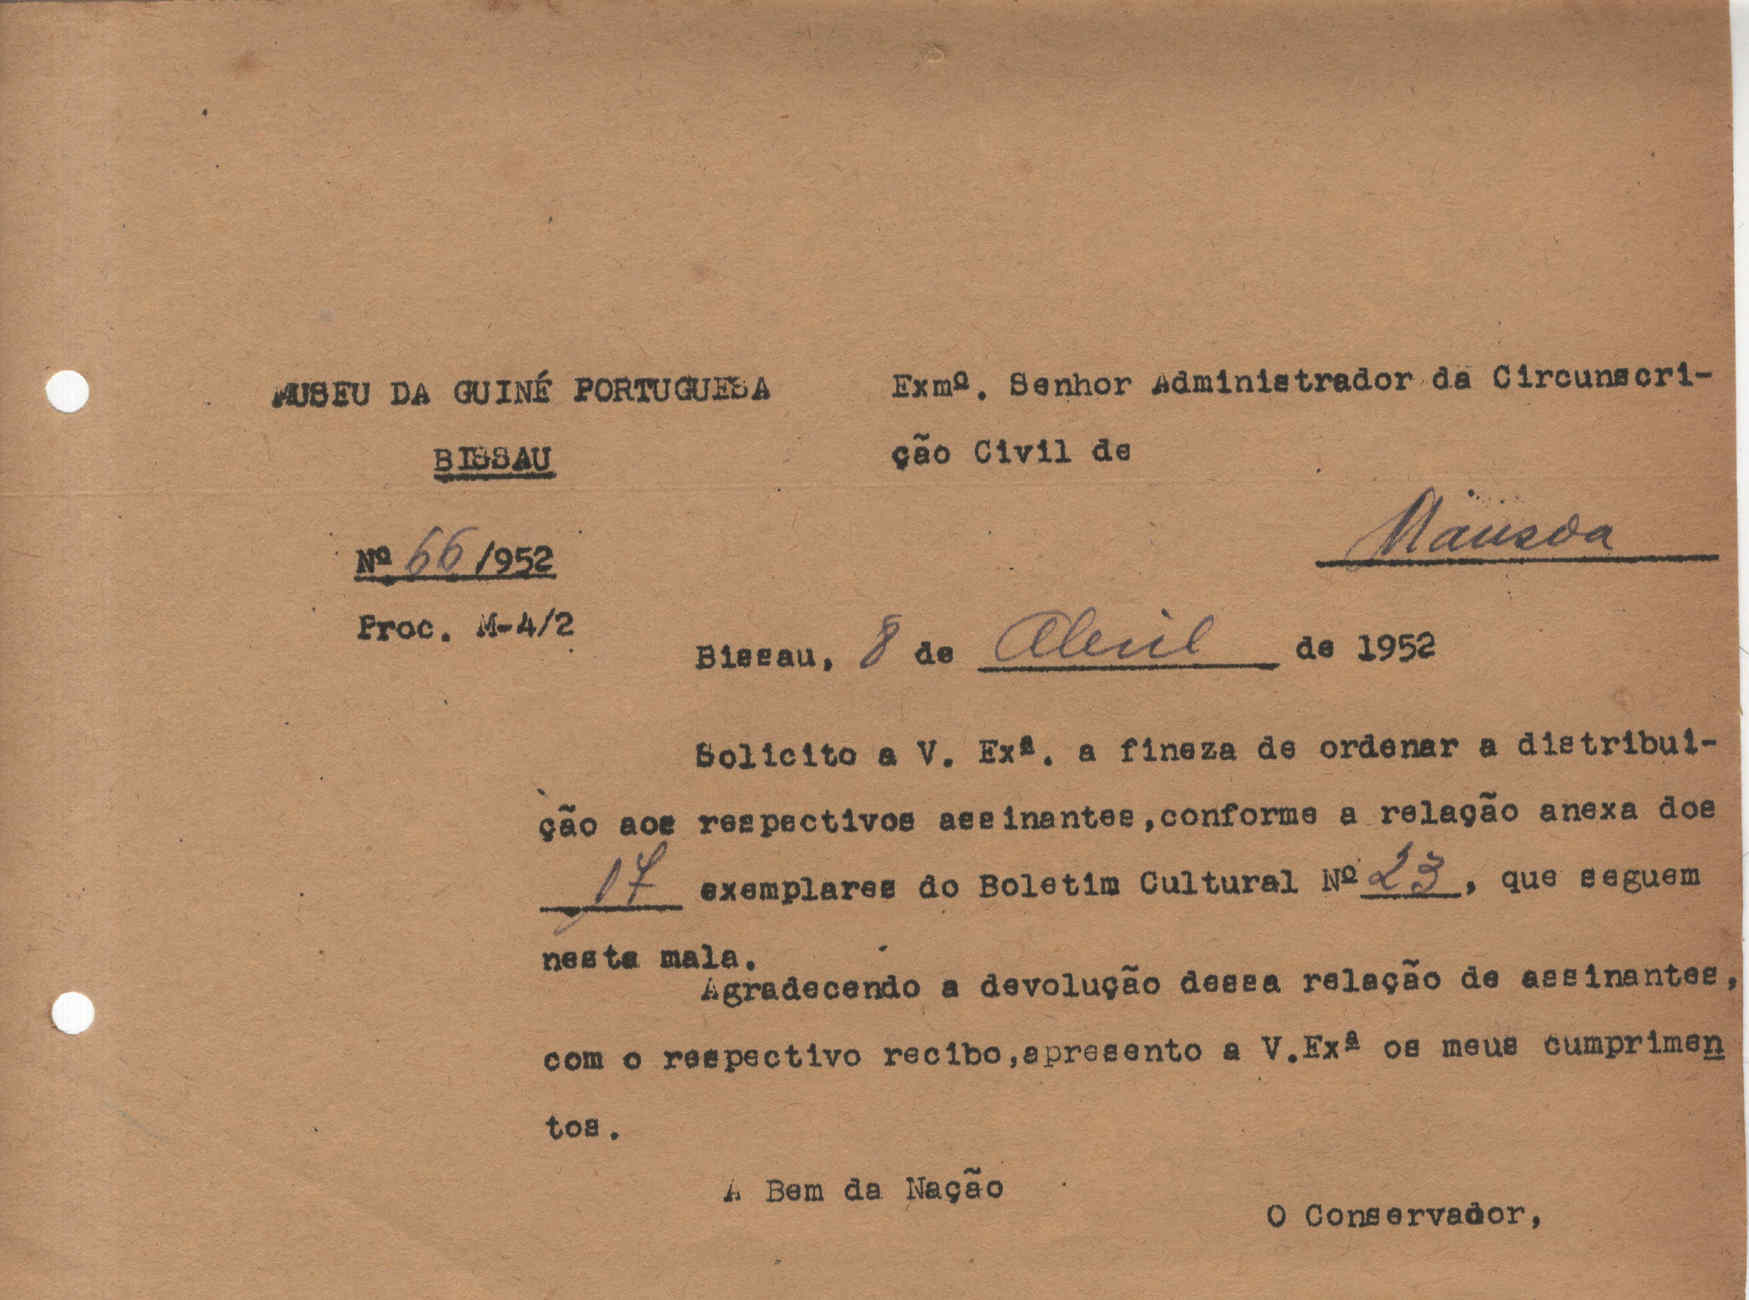 MUSEU DA GUINÉ PORTUGUESA
BISSAU
Nº 66/952
Proc. M-4/2
Exmº. Senhor Administrador da Circunscri-
ção Civil de
Mansoa
Bissau, 8 de Abril de 1952
Solicito a V. Exª. a fineza de ordenar a distribui-
ção aos respectivos assinantes,conforme a relação anexa dos
17 exemplares do Boletim Cultural Nº 23, que seguem
nesta mala.
Agradecendo a devolução dessa relação de assinantes,
com o respectivo recibo,apresento a V.Exª os meus cumprimen
tos.
A Bem da Nação
O Conservador,